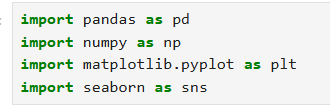 import pandas as pd
import numpy as np
import matplotlib.pyplot as plt
import seaborn as sns